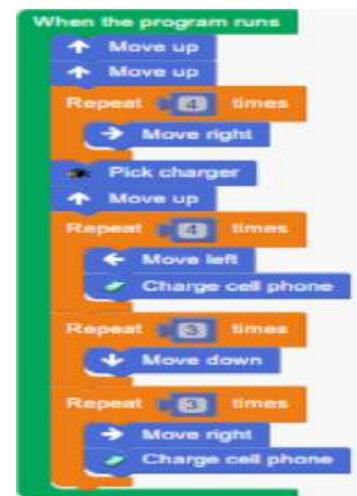 When the program runs
Move up
Move up
Repeat 4 times
Move right
Pick charger
Move up
Repeat 4 times
Move left
Charge cell phone
Repeat 3 times
Move down
Repeat 3 times
Move right
Charge cell phone